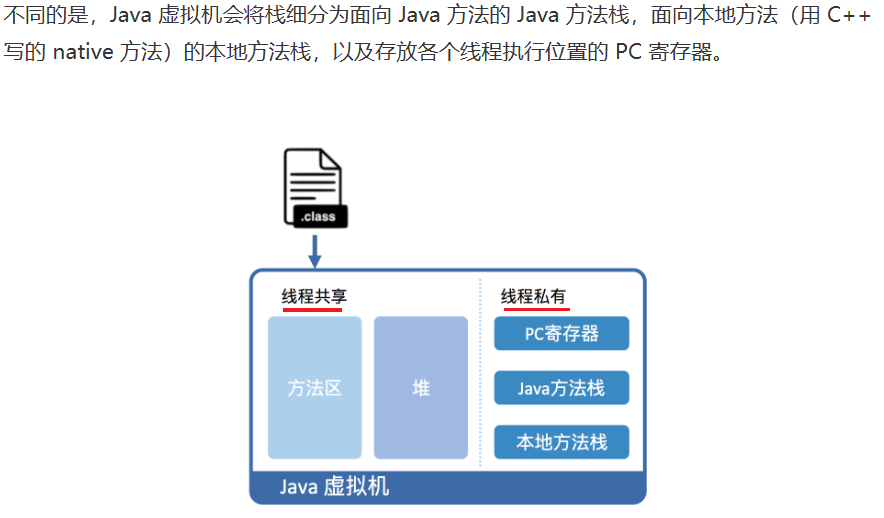 不同的是，Java 虚拟机会将栈细分为面向 Java 方法的 Java 方法栈，面向本地方法（用 C++
写的 native 方法）的本地方法栈，以及存放各个线程执行位置的 PC 寄存器。
.class
线程共享
线程私有
方法区
堆
PC寄存器
Java方法栈
本地方法栈
Java 虚拟机